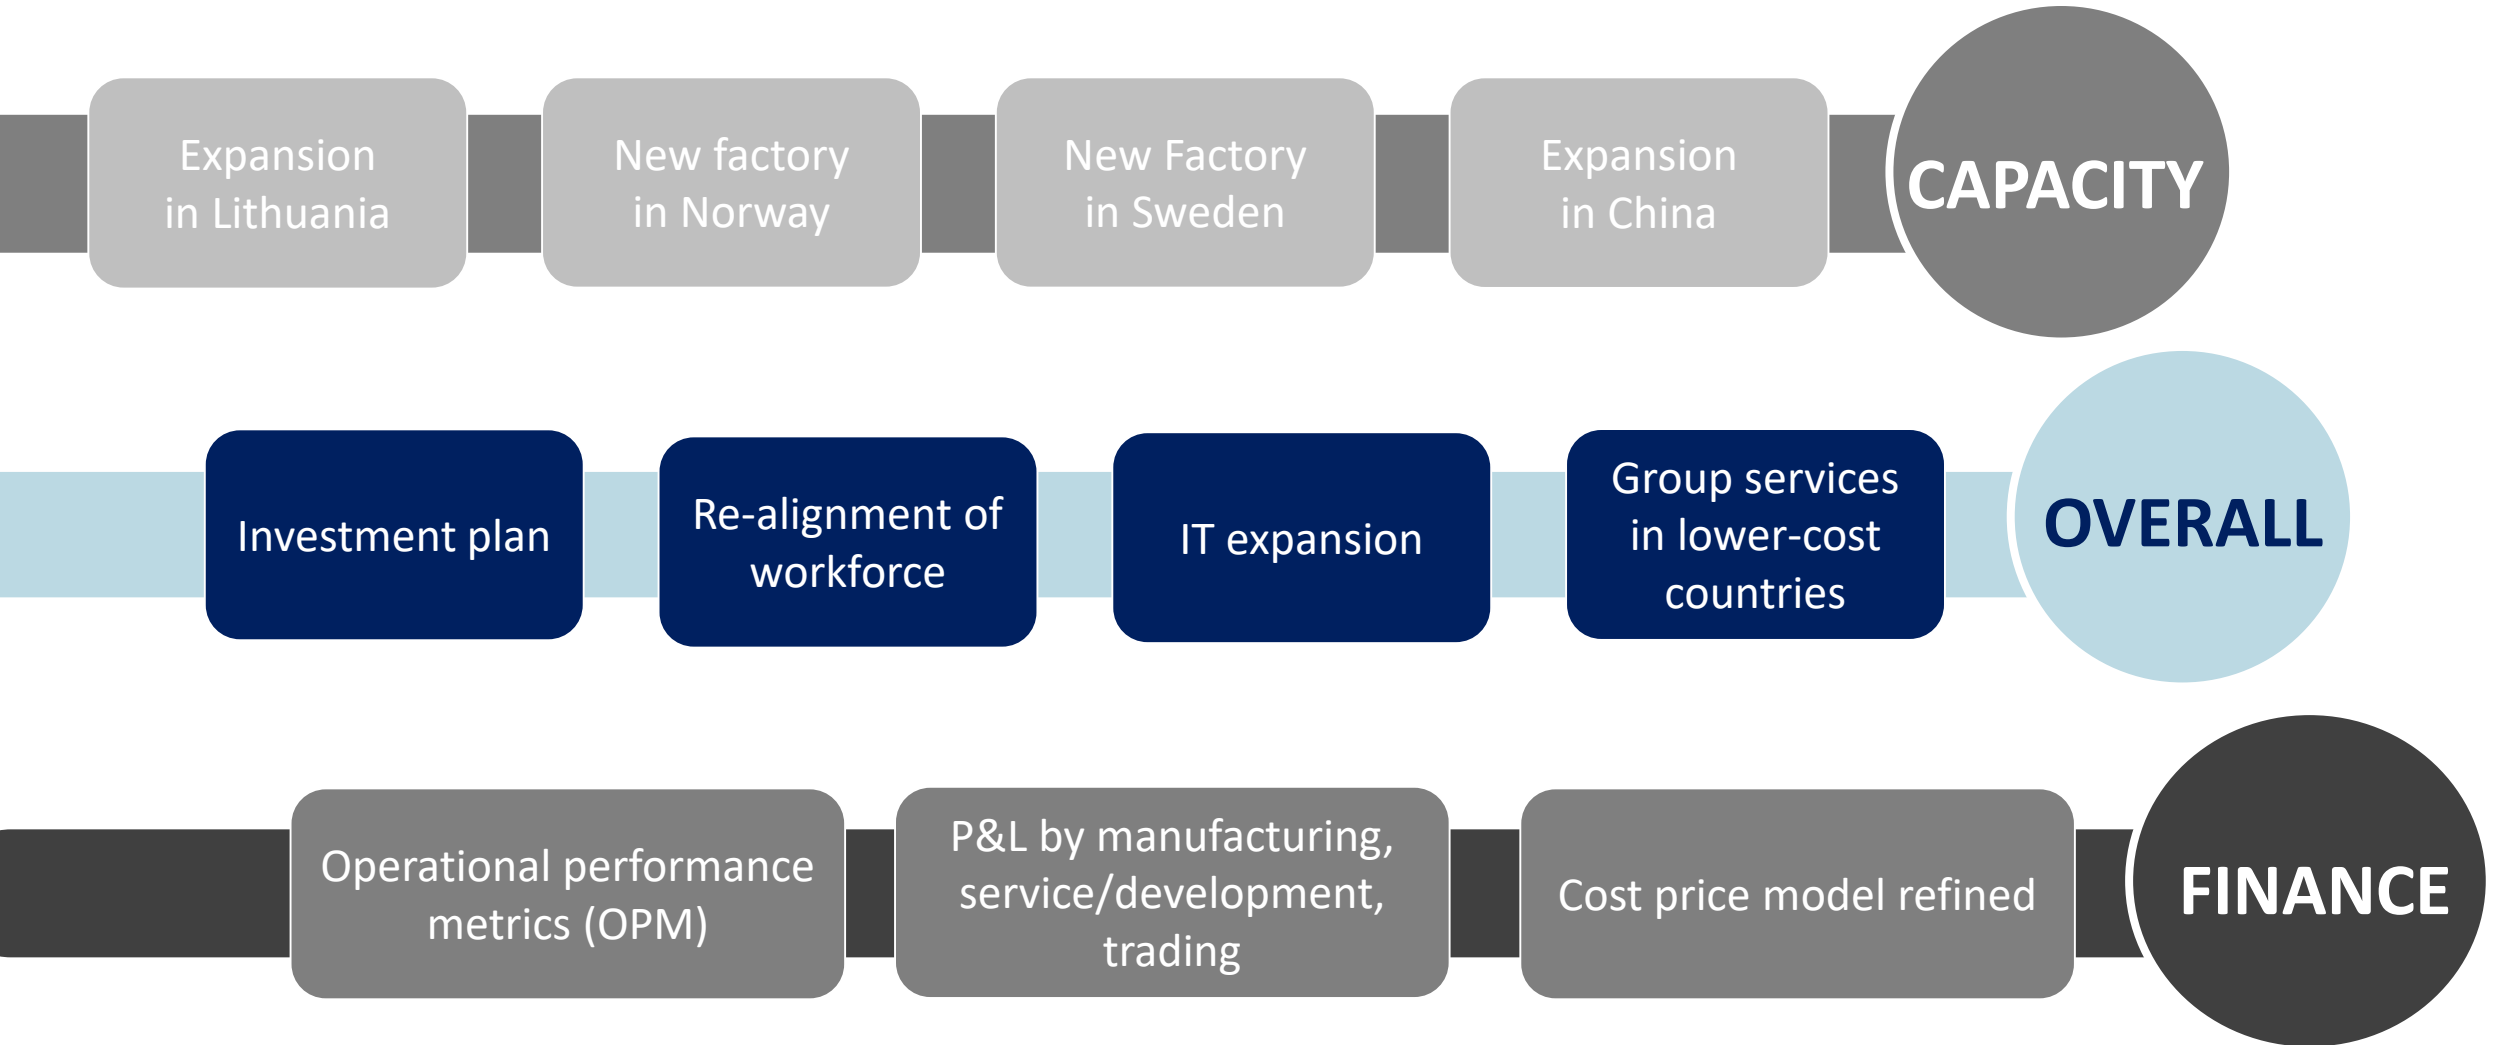 Expansion
in Lithuania
New factory
in Norway
New Factory
in Sweden
Expansion
in China
CAPACITY
Investment plan
Re-alignment of
workforce
IT expansion
Group services
in lower-cost
countries
OVERALL
Operational performance
metrics (OPM)
P&L by manufacturing,
service/development,
trading
Cost price model refined
FINANCE